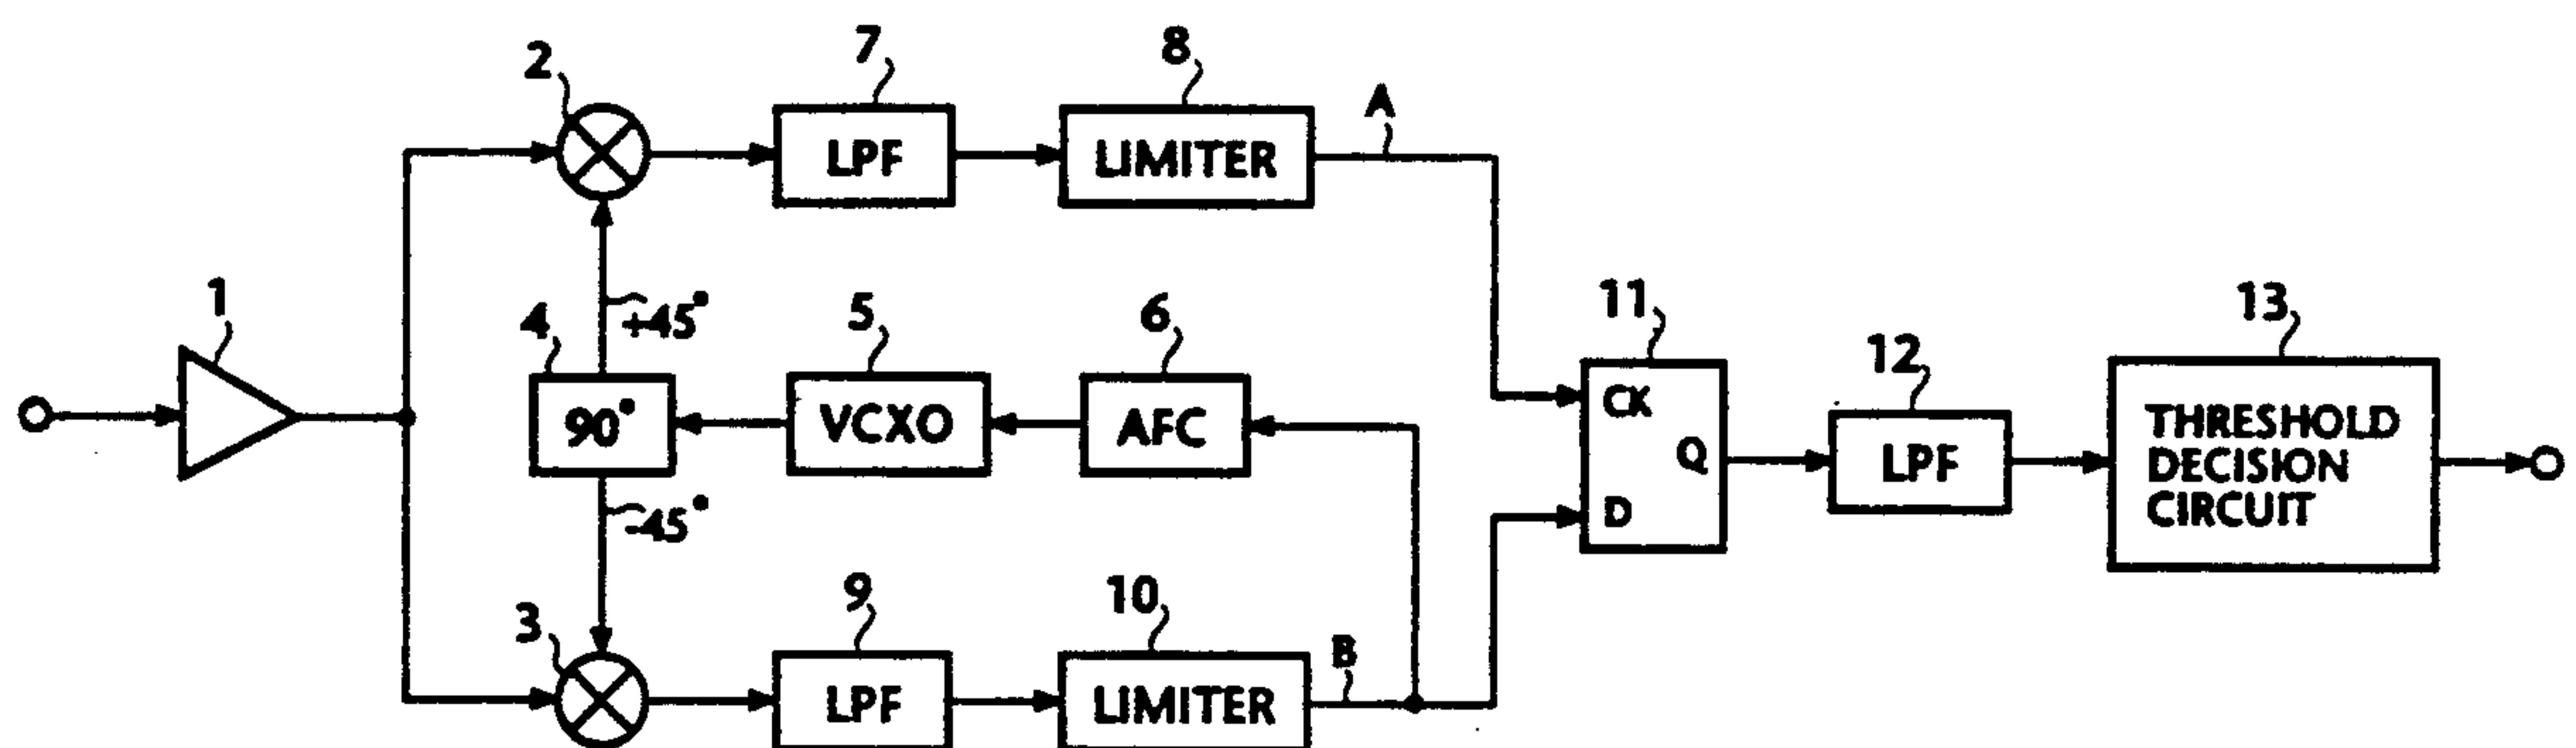 2
7
8
A
LPF
LIMITER
1
+45°
4
5
6
11
13
12
90°
VCXO
AFC
CK
Q
D
LPF
THRESHOLD
DECISION
CIRCUIT
-45°
3
9
10
B
LPF
LIMITER